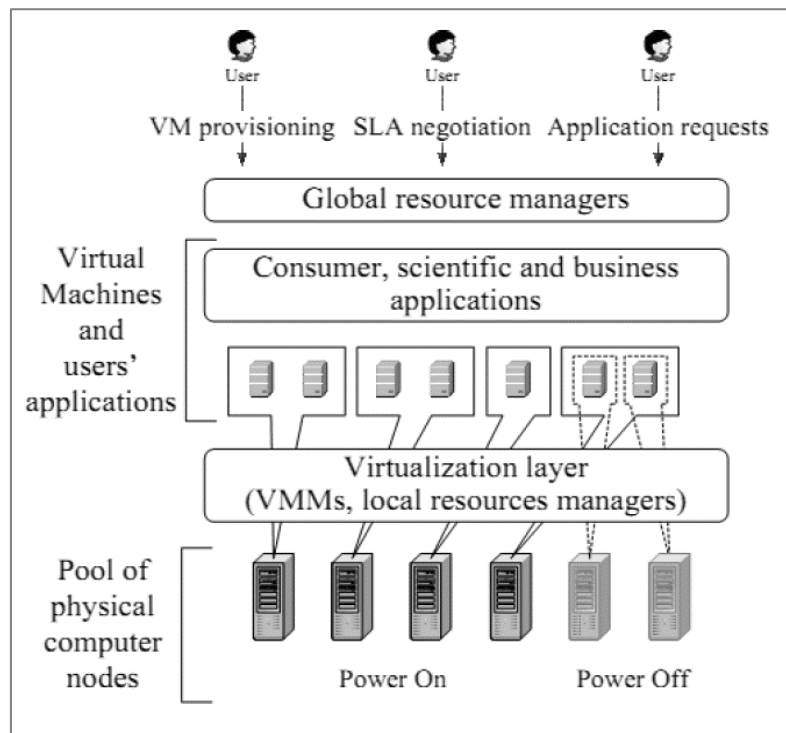 User
User
User
VM provisioning
SLA negotiation
Application requests
Global resource managers
Virtual
Machines
and
users'
applications
Consumer, scientific and business
applications
Virtualization layer
(VMMs, local resources managers)
Pool of
physical
computer
nodes
Power On
Power Off